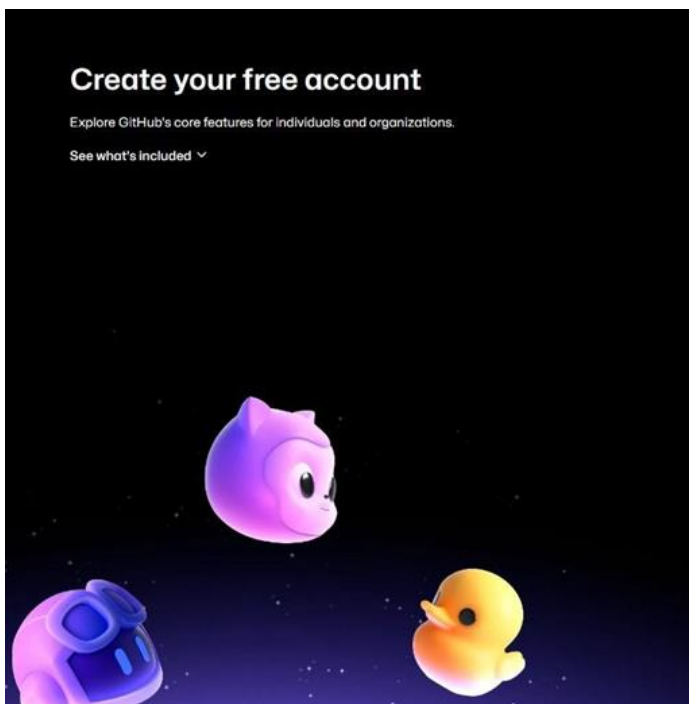 Create your free account
Explore GitHub's core features for individuals and organizations.
See what's included